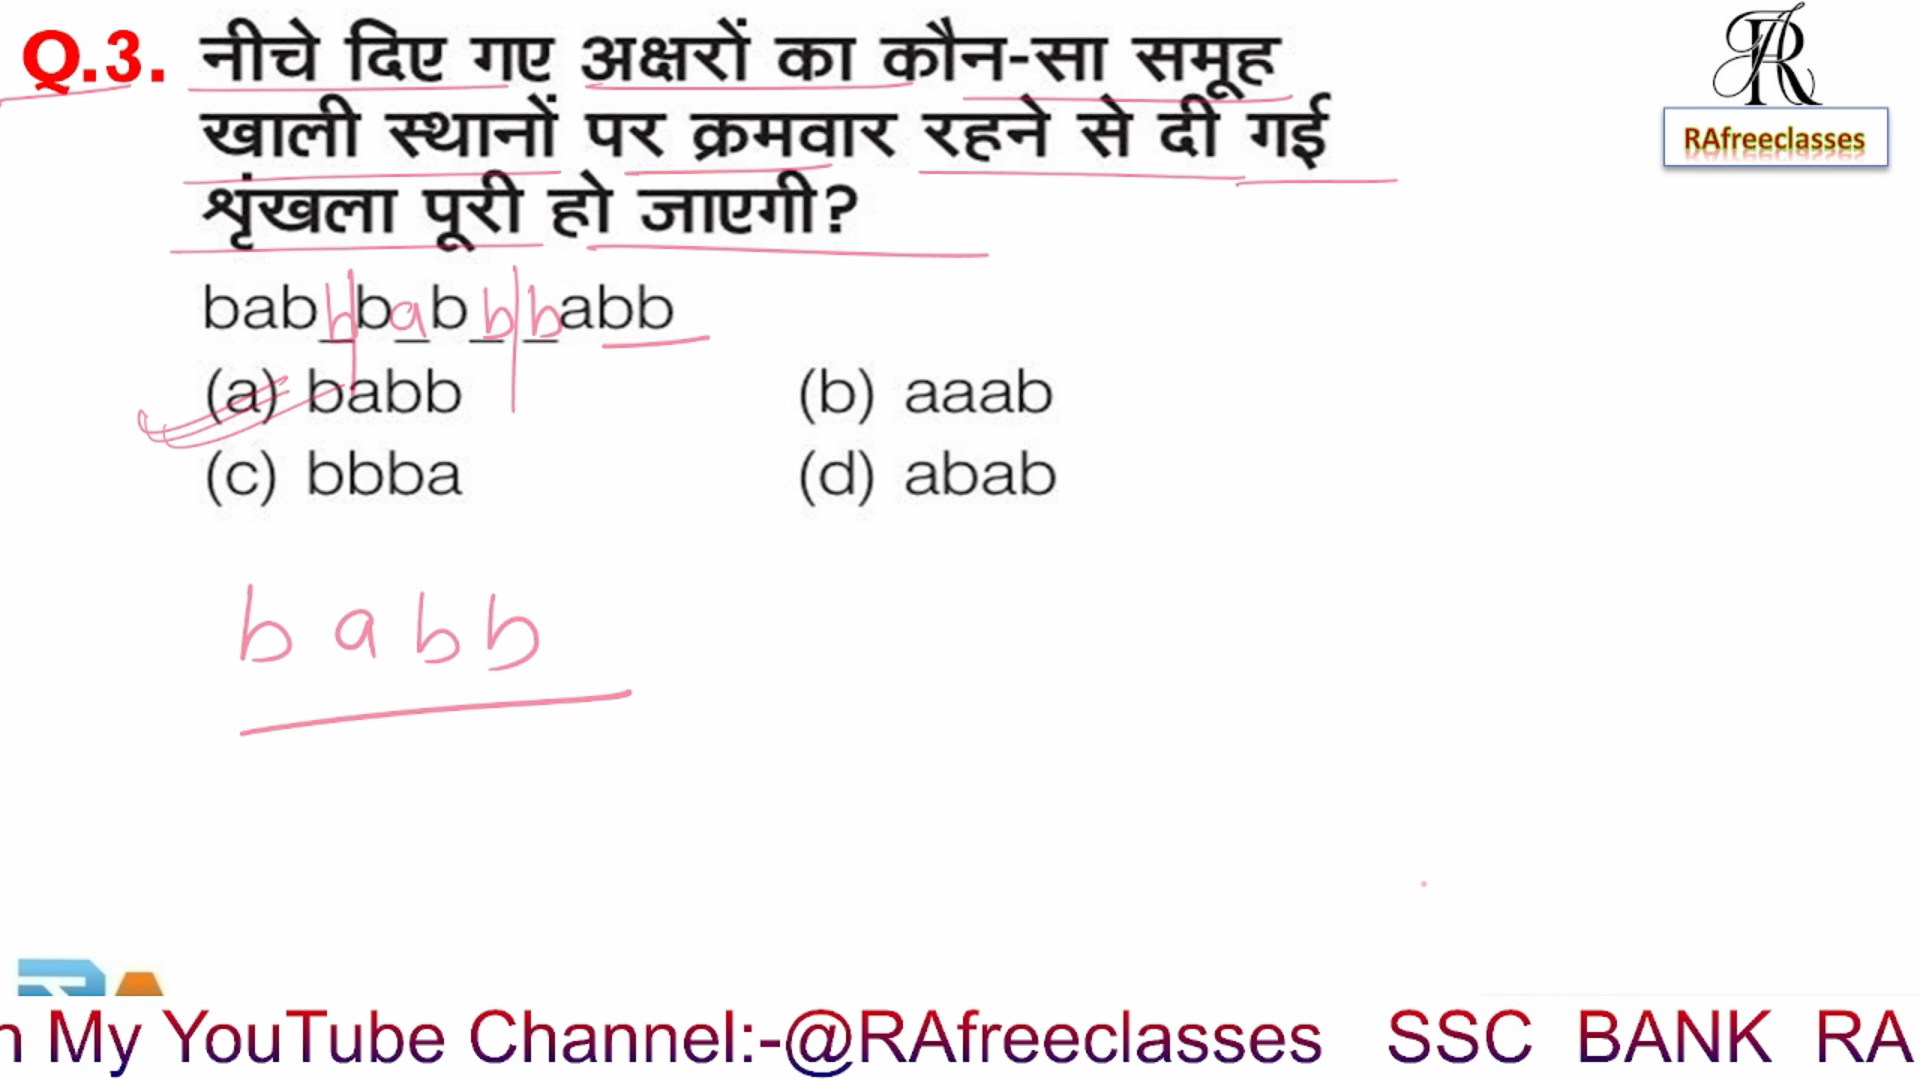 Q.3. नीचे दिए गए अक्षरों का कौन-सा समूह
खाली स्थानों पर क्रमवार रहने से दी गई
शृंखला पूरी हो जाएगी?
bab_b_b_ _abb
b a b b
(a) babb (b) aaab
(c) bbba (d) abab
b a b b
RAfreeclasses
n My YouTube Channel:-@RAfreeclasses SSC BANK RA